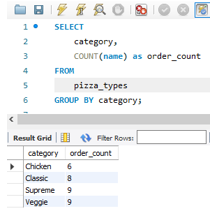 1 SELECT
2 category,
3 COUNT(name) as order_count
4 FROM
5 pizza_types
6 GROUP BY category;
Result Grid Filter Rows:
category order_count
Chicken 6
Classic 8
Supreme 9
Veggie 9